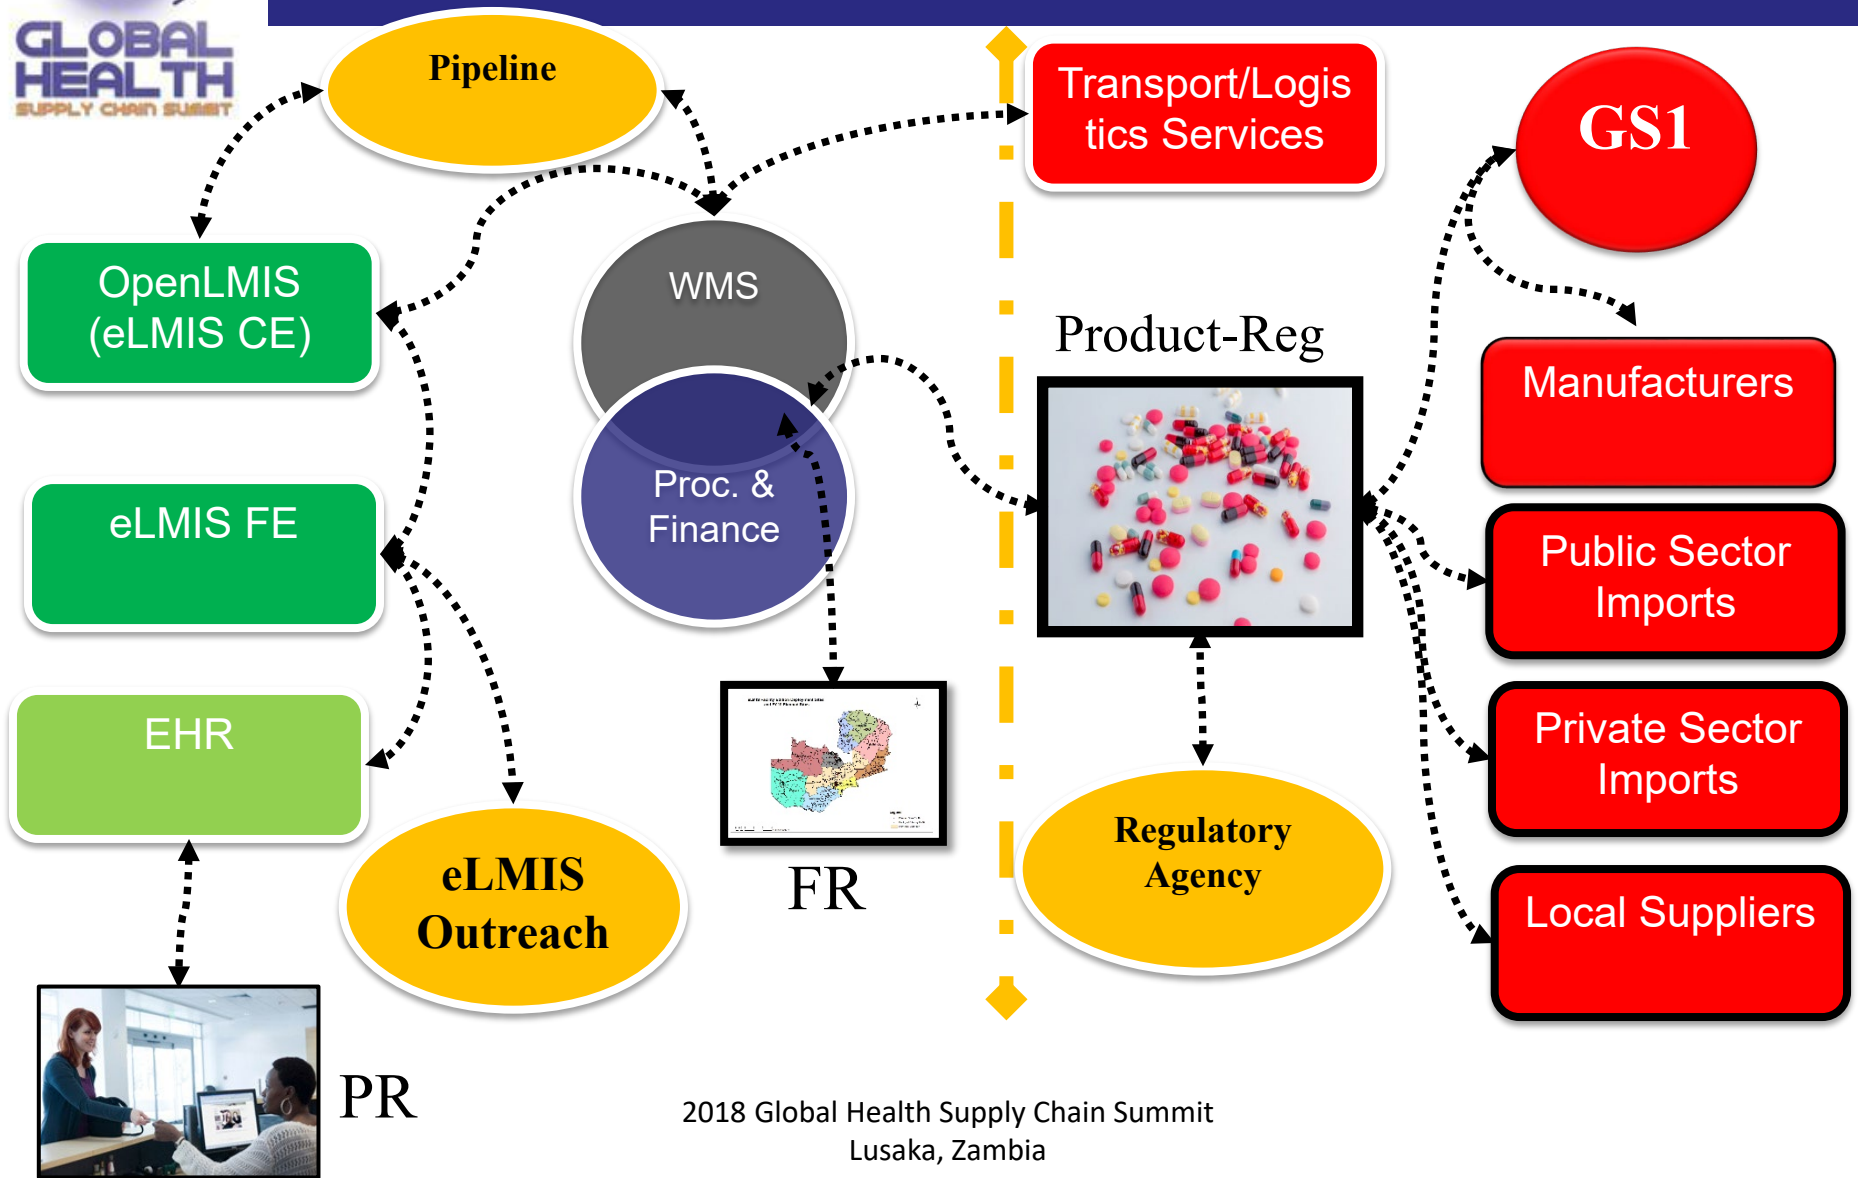 GLOBAL
HEALTH
SUPPLY CHAIN SUMMIT
Pipeline
Transport/Logis
tics Services
GS1
OpenLMIS
(eLMIS CE)
WMS
Product-Reg
Manufacturers
eLMIS FE
Proc. &
Finance
Public Sector
Imports
EHR
Private Sector
Imports
eLMIS
Outreach
FR
Regulatory
Agency
Local Suppliers
PR
2018 Global Health Supply Chain Summit
Lusaka, Zambia